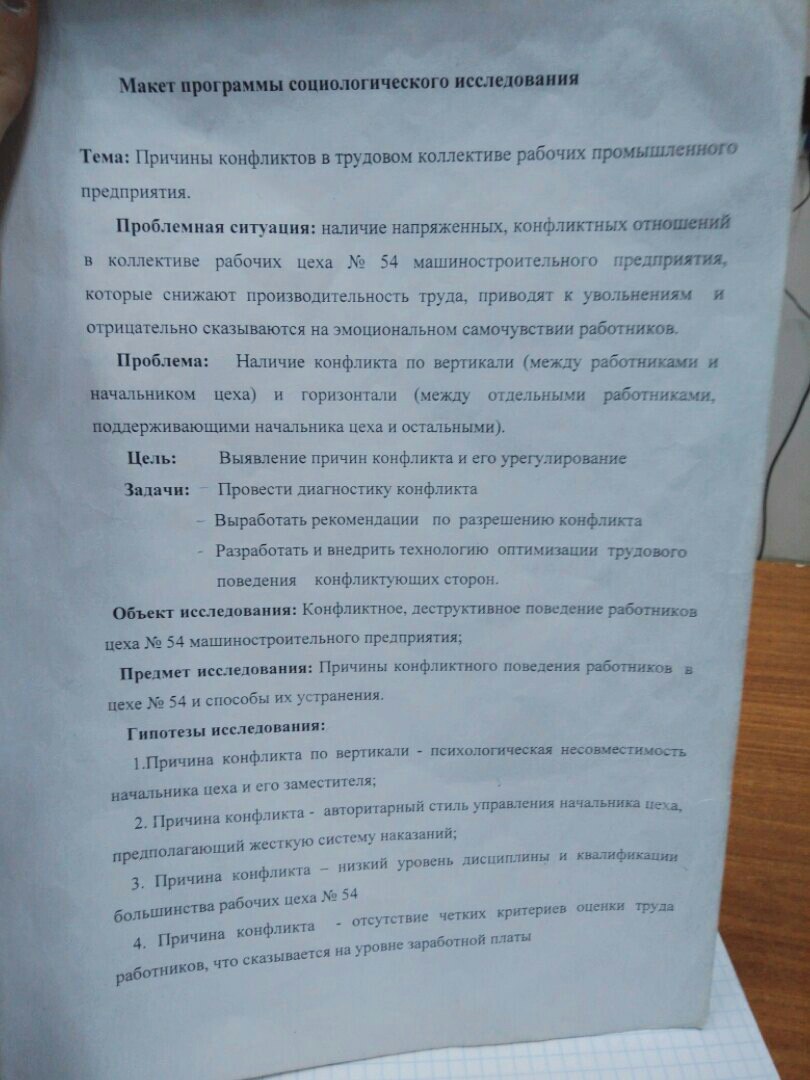 Макет программы социологического исследования
Тема: Причины конфликтов в трудовом коллективе рабочих промышленного
предприятия.
Проблемная ситуация: наличие напряженных, конфликтных отношений
в коллективе рабочих цеха № 54 машиностроительного предприятия,
которые снижают производительность труда, приводят к увольнениям и
отрицательно сказываются на эмоциональном самочувствии работников.
Проблема: Наличие конфликта по вертикали (между работниками и
начальником цеха) и горизонтали (между отдельными работниками,
поддерживающими начальника цеха и остальными).
Цель: Выявление причин конфликта и его урегулирование
Задачи: – Провести диагностику конфликта
– Выработать рекомендации по разрешению конфликта
- Разработать и внедрить технологию оптимизации трудового
поведения конфликтующих сторон.
Объект исследования: Конфликтное, деструктивное поведение работников
цеха № 54 машиностроительного предприятия;
Предмет исследования: Причины конфликтного поведения работников в
цехе № 54 и способы их устранения.
Гипотезы исследования:
1.Причина конфликта по вертикали - психологическая несовместимость
начальника цеха и его заместителя;
2. Причина конфликта - авторитарный стиль управления начальника цеха,
предполагающий жесткую систему наказаний;
3. Причина конфликта – низкий уровень дисциплины и квалификации
большинства рабочих цеха № 54
4. Причина конфликта - отсутствие четких критериев оценки труда
работников, что сказывается на уровне заработной платы